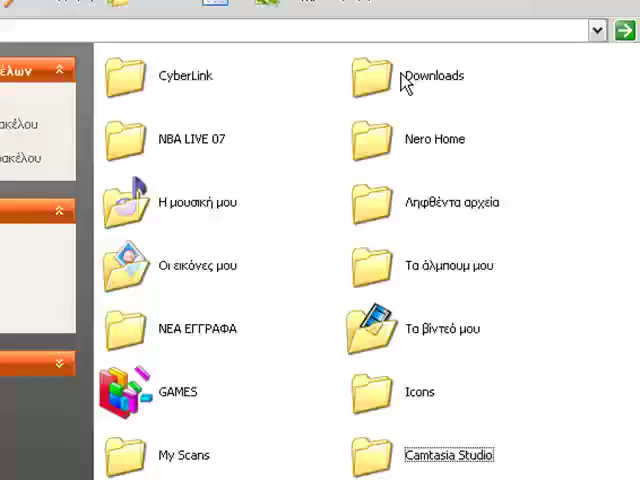 έλων
ακέλου
ακέλου
CyberLink
Downloads
NBA LIVE 07
Nero Home
Η μουσική μου
Ληφθέντα αρχεία
Οι εικόνες μου
Τα άλμπουμ μου
ΝΕΑ ΕΓΓΡΑΦΑ
Τα βίντεό μου
GAMES
Icons
My Scans
Camtasia Studio